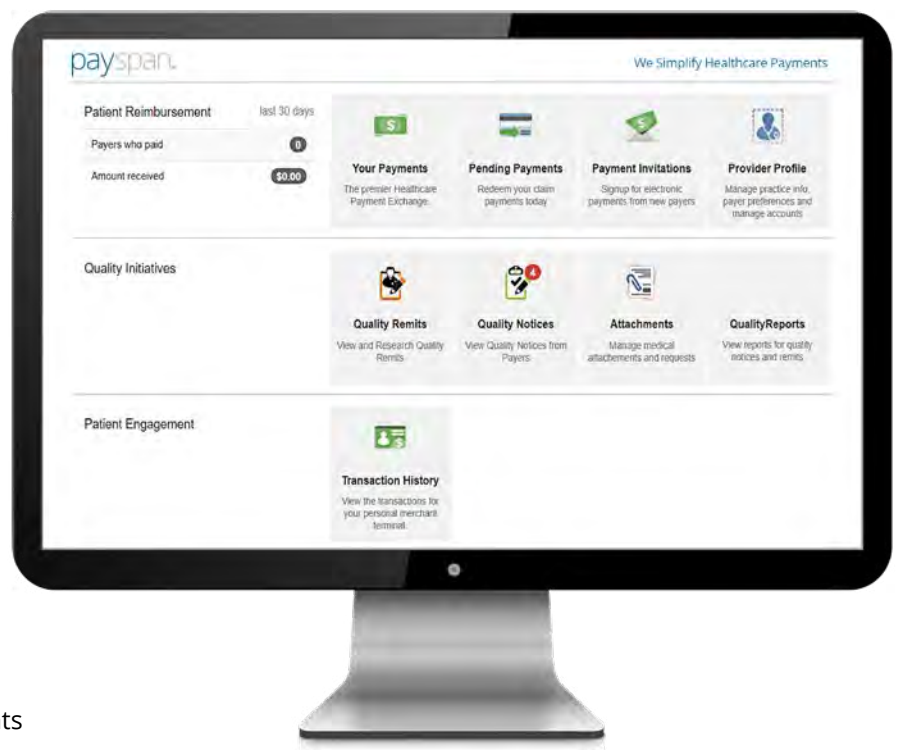 payspan.
We Simplify Healthcare Payments
Patient Reimbursement
last 30 days
Payers who paid
0
Amount received
$0.00
$
Your Payments
The premier Healthcare
Payment Exchange.
Pending Payments
Redeem your claim
payments today
$
Payment Invitations
Signup for electronic
payments from new payers
Provider Profile
Manage practice info,
payer preferences and
manage accounts
Quality Initiatives
Quality Remits
View and Research Quality
Remits
4
Quality Notices
View Quality Notices from
Payers
Attachments
Manage medical
attachements and requests
QualityReports
View reports for quality
notices and remits
Patient Engagement
$
Transaction History
View the transactions for
your personal merchant
terminal.
ts